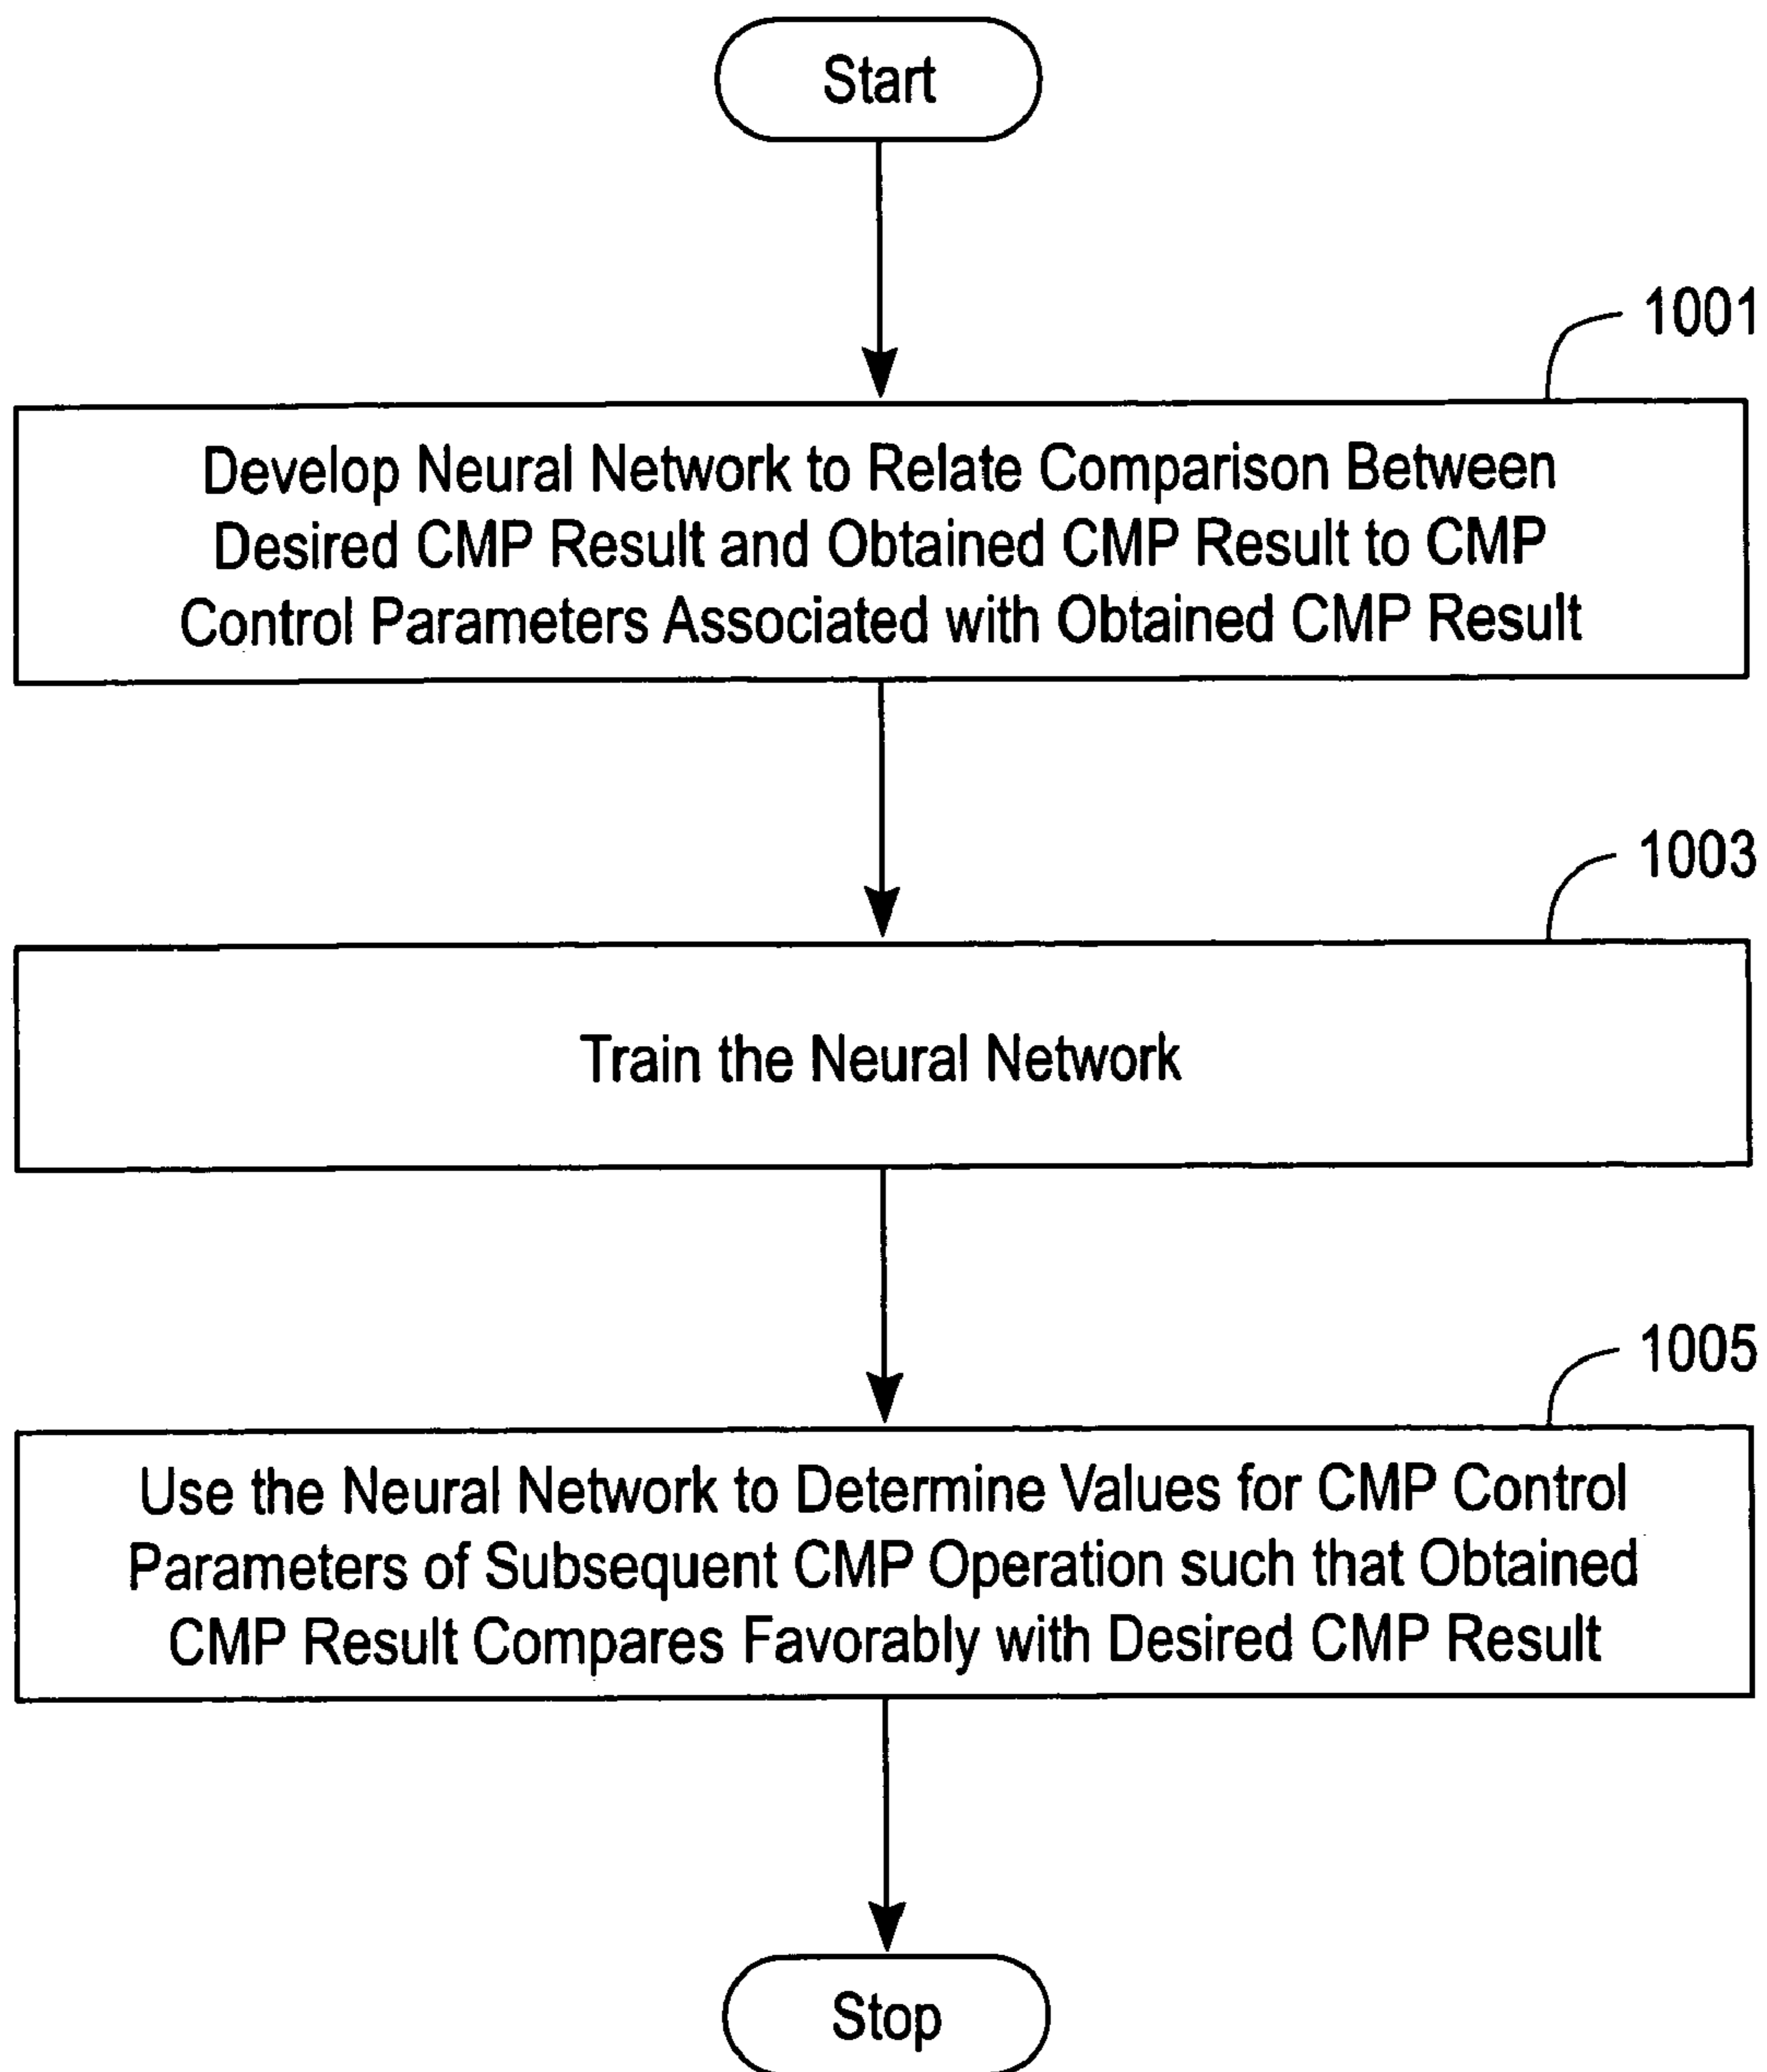 Start
1001
Develop Neural Network to Relate Comparison Between
Desired CMP Result and Obtained CMP Result to CMP
Control Parameters Associated with Obtained CMP Result
1003
Train the Neural Network
1005
Use the Neural Network to Determine Values for CMP Control
Parameters of Subsequent CMP Operation such that Obtained
CMP Result Compares Favorably with Desired CMP Result
Stop